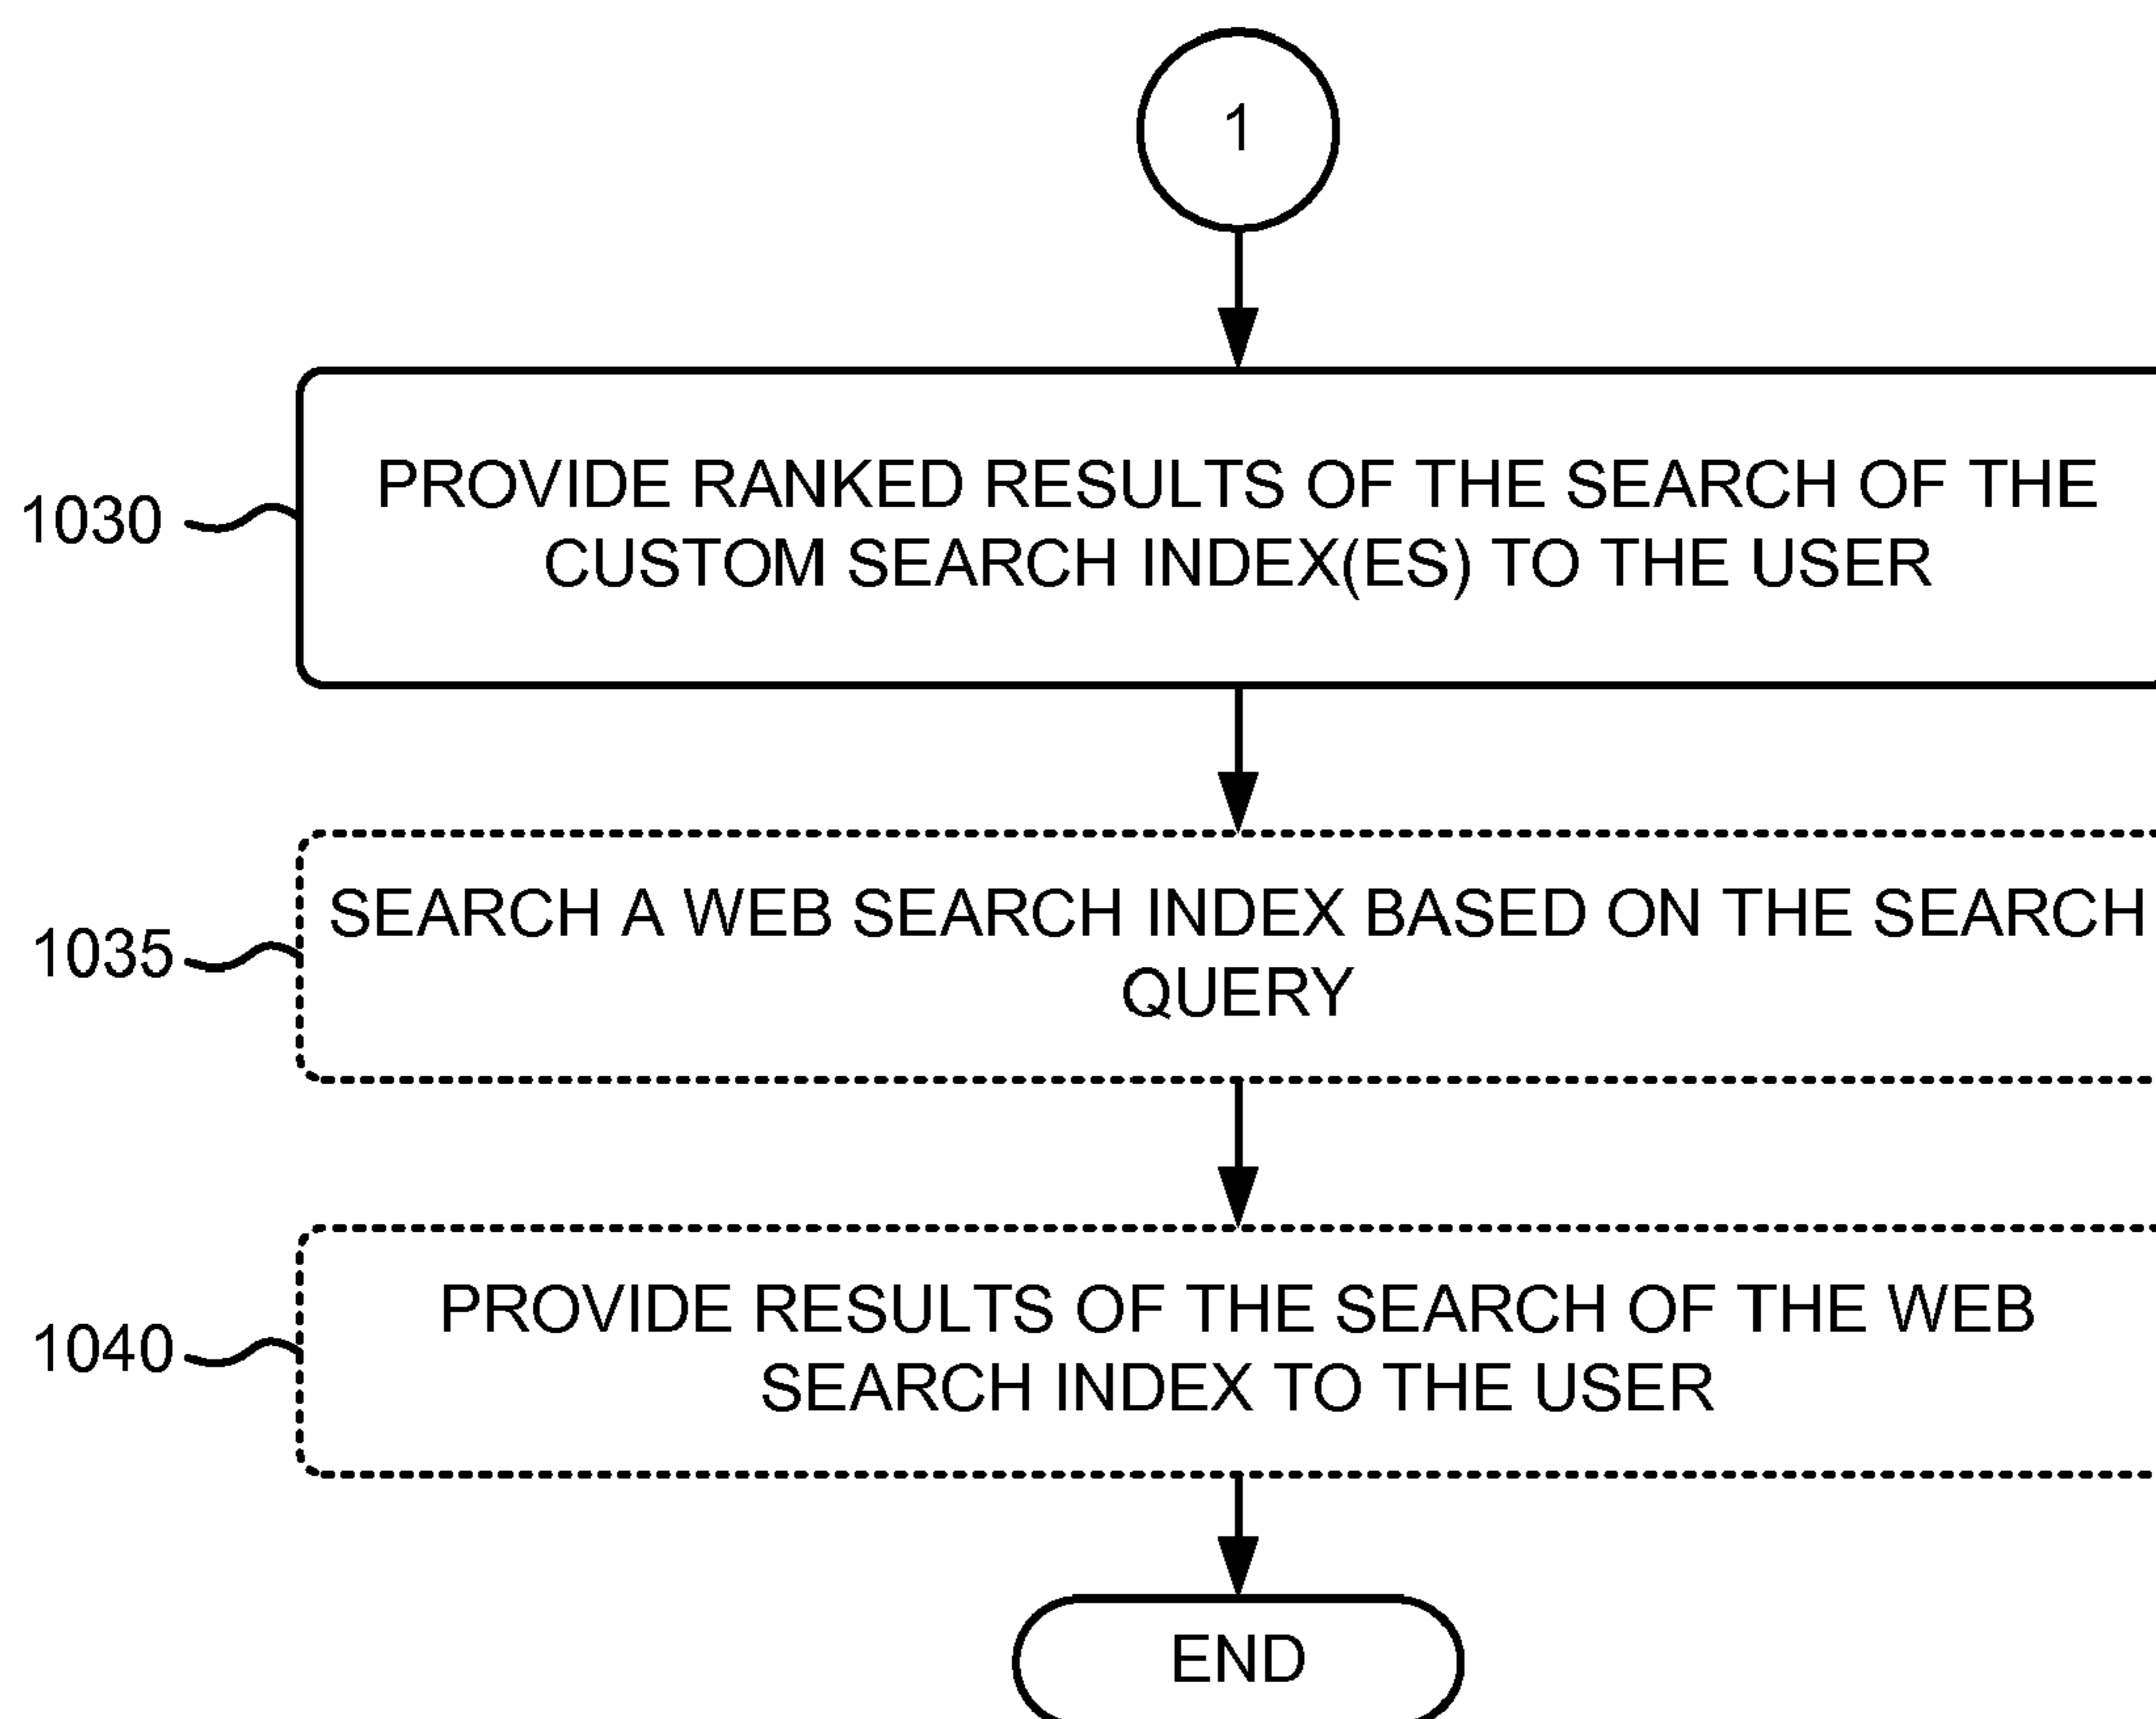 1
1030
PROVIDE RANKED RESULTS OF THE SEARCH OF THE
CUSTOM SEARCH INDEX(ES) TO THE USER
1035
SEARCH A WEB SEARCH INDEX BASED ON THE SEARCH
QUERY
1040
PROVIDE RESULTS OF THE SEARCH OF THE WEB
SEARCH INDEX TO THE USER
END